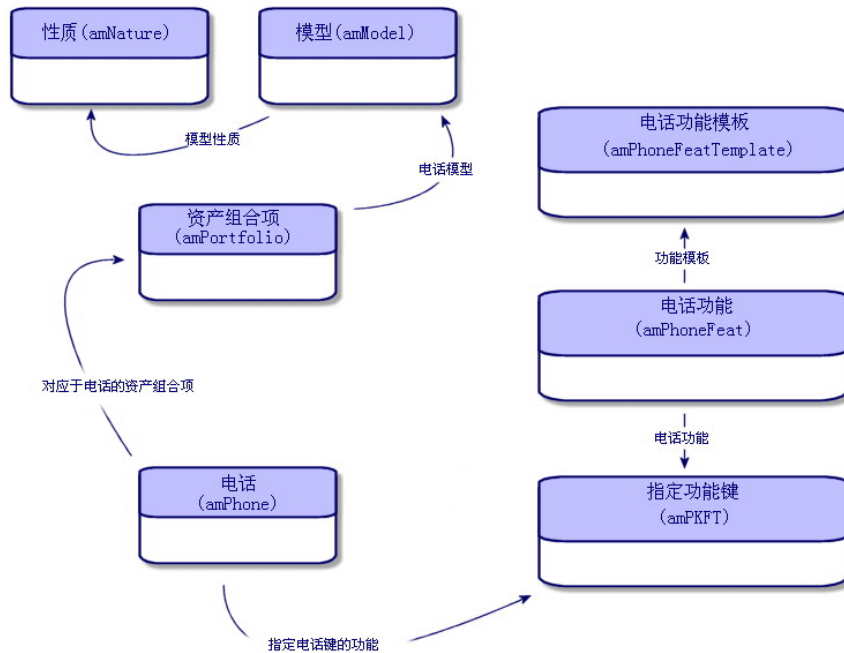 性质(amNature)
模型(amModel)
模型性质
电话模型
电话功能模板
(amPhoneFeatTemplate)
资产组合项
(amPortfolio)
功能模板
电话功能
(amPhoneFeat)
对应于电话的资产组合项
电话功能
电话
(amPhone)
指定功能键
(amPKFT)
指定电话键的功能